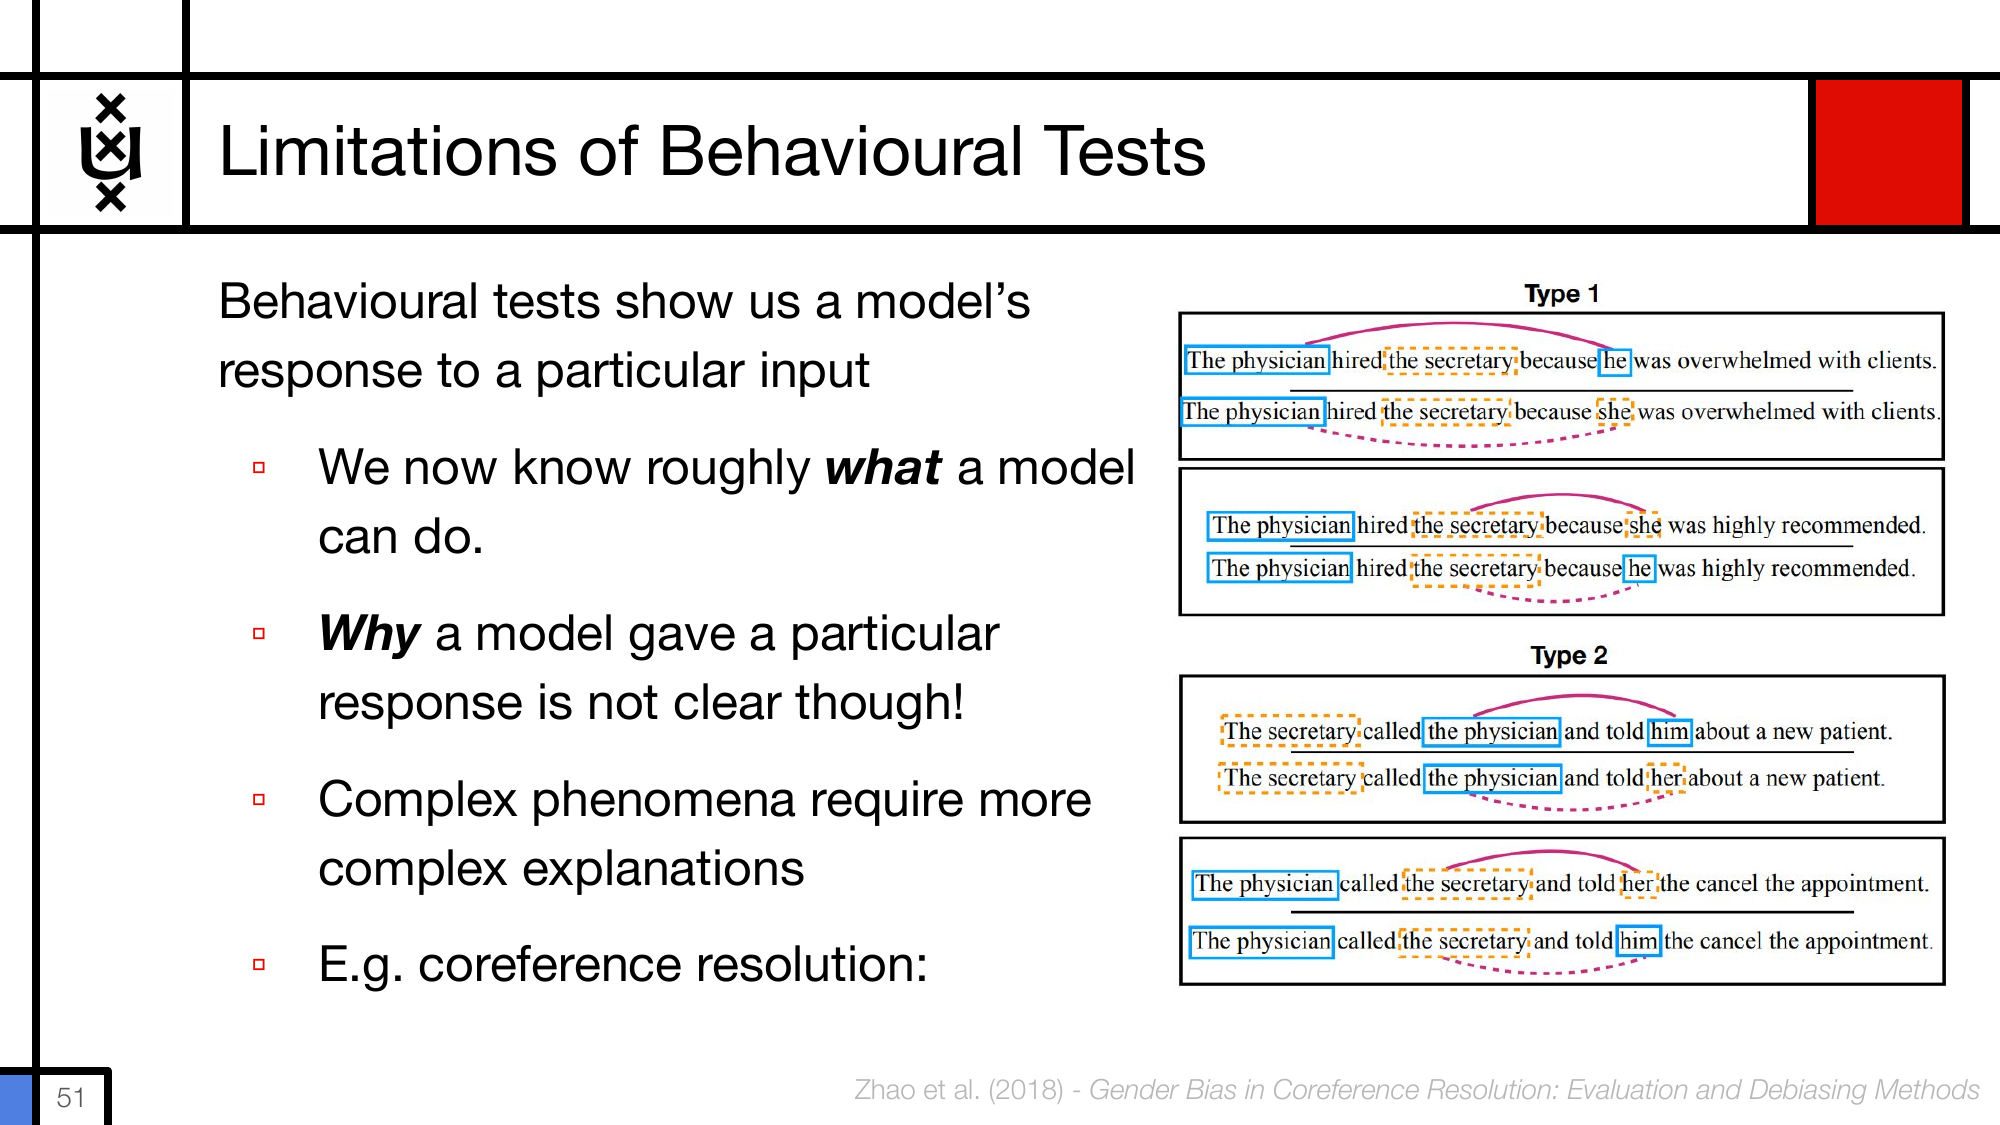 Limitations of Behavioural Tests
Behavioural tests show us a model’s
response to a particular input
We now know roughly what a model
can do.
Why a model gave a particular
response is not clear though!
Complex phenomena require more
complex explanations
E.g. coreference resolution:
Type 1
The physician hired the secretary because he was overwhelmed with clients.
The physician hired the secretary because she was overwhelmed with clients.
The physician hired the secretary because she was highly recommended.
The physician hired the secretary because he was highly recommended.
Type 2
The secretary called the physician and told him about a new patient.
The secretary called the physician and told her about a new patient.
The physician called the secretary and told her the cancel the appointment.
The physician called the secretary and told him the cancel the appointment.
51
Zhao et al. (2018) - Gender Bias in Coreference Resolution: Evaluation and Debiasing Methods